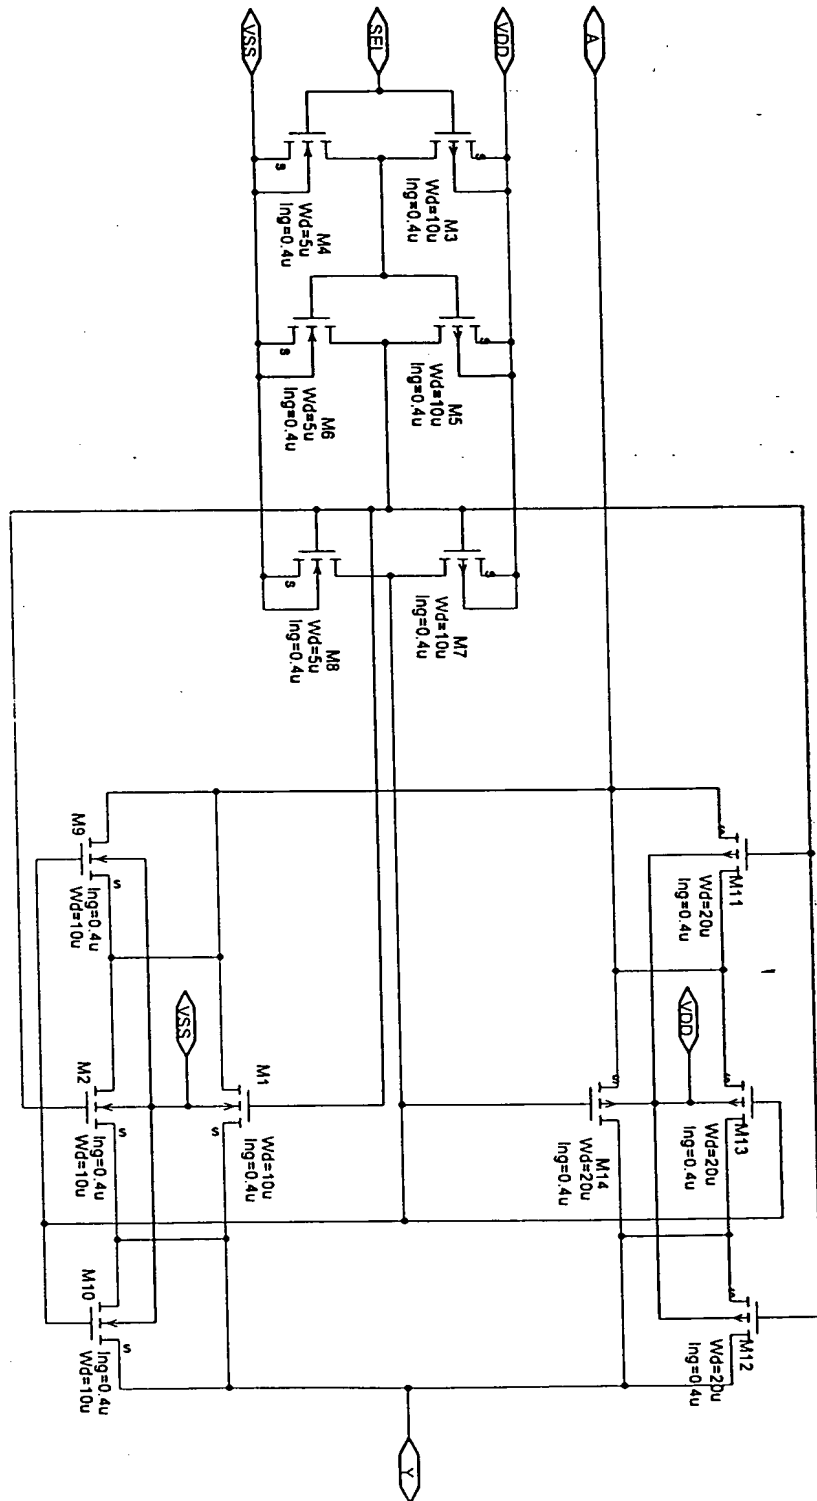 VSS
SEL
VDD
A
M3
Wd=10u
lng=0.4u
M4
Wd=5u
lng=0.4u
M5
Wd=10u
lng=0.4u
M6
Wd=5u
lng=0.4u
M7
Wd=10u
lng=0.4u
M8
Wd=5u
lng=0.4u
M9
lng=0.4u
Wd=10u
M11
Wd=20u
lng=0.4u
VSS
VDD
M2
lng=0.4u
Wd=10u
M1
Wd=10u
lng=0.4u
M14
Wd=20u
lng=0.4u
M13
Wd=20u
lng=0.4u
M10
lng=0.4u
Wd=10u
M12
Wd=20u
lng=0.4u
Y
s
s
s
s
s
s
s
s
s
s
s
s
s
s